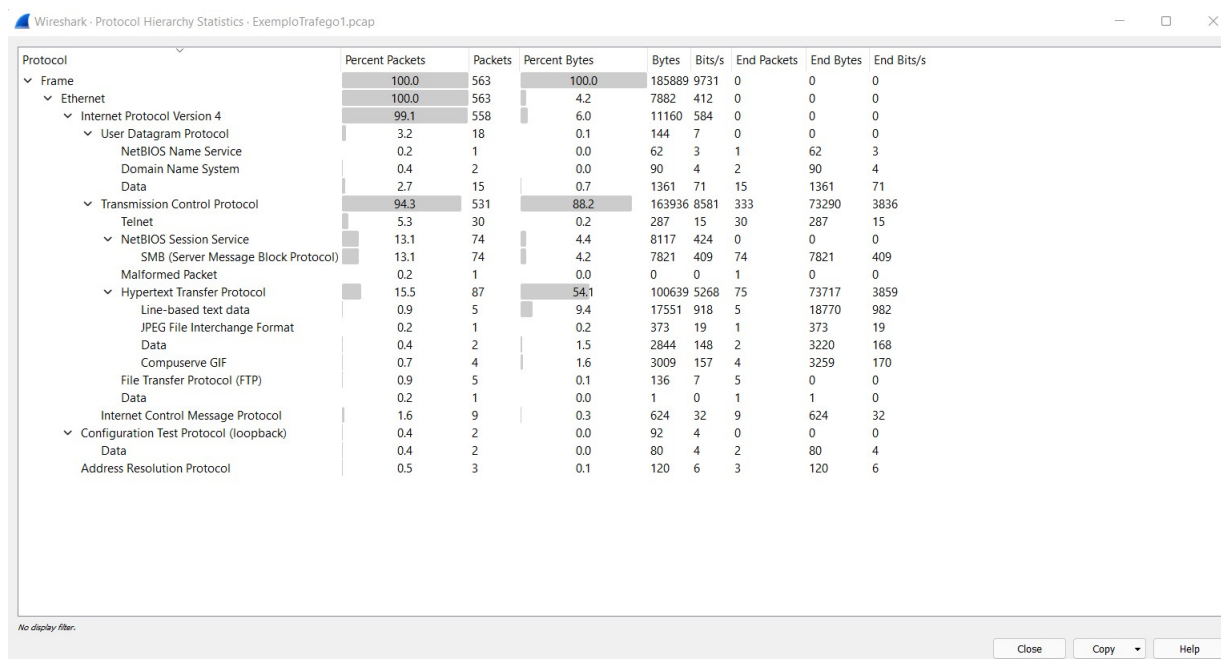 Wireshark · Protocol Hierarchy Statistics · ExemploTrafego1.pcap
Protocol Percent Packets Packets Percent Bytes Bytes Bits/s End Packets End Bytes End Bits/s
Frame 100.0 563 100.0 185889 9731 0 0 0
Ethernet 100.0 563 4.2 7882 412 0 0 0
Internet Protocol Version 4 99.1 558 6.0 11160 584 0 0 0
User Datagram Protocol 3.2 18 0.1 144 7 0 0 0
NetBIOS Name Service 0.2 1 0.0 62 3 1 62 3
Domain Name System 0.4 2 0.0 90 4 2 90 4
Data 2.7 15 0.7 1361 71 15 1361 71
Transmission Control Protocol 94.3 531 88.2 163936 8581 333 73290 3836
Telnet 5.3 30 0.2 287 15 30 287 15
NetBIOS Session Service 13.1 74 4.4 8117 424 0 0 0
SMB (Server Message Block Protocol) 13.1 74 4.2 7821 409 74 7821 409
Malformed Packet 0.2 1 0.0 0 0 1 0 0
Hypertext Transfer Protocol 15.5 87 54.1 100639 5268 75 73717 3859
Line-based text data 0.9 5 9.4 17551 918 5 18770 982
JPEG File Interchange Format 0.2 1 0.2 373 19 1 373 19
Data 0.4 2 1.5 2844 148 2 3220 168
Compuserve GIF 0.7 4 1.6 3009 157 4 3259 170
File Transfer Protocol (FTP) 0.9 5 0.1 136 7 5 0 0
Data 0.2 1 0.0 1 0 1 1 0
Internet Control Message Protocol 1.6 9 0.3 624 32 9 624 32
Configuration Test Protocol (loopback) 0.4 2 0.0 92 4 0 0 0
Data 0.4 2 0.0 80 4 2 80 4
Address Resolution Protocol 0.5 3 0.1 120 6 3 120 6
No display filter.
Close Copy Help